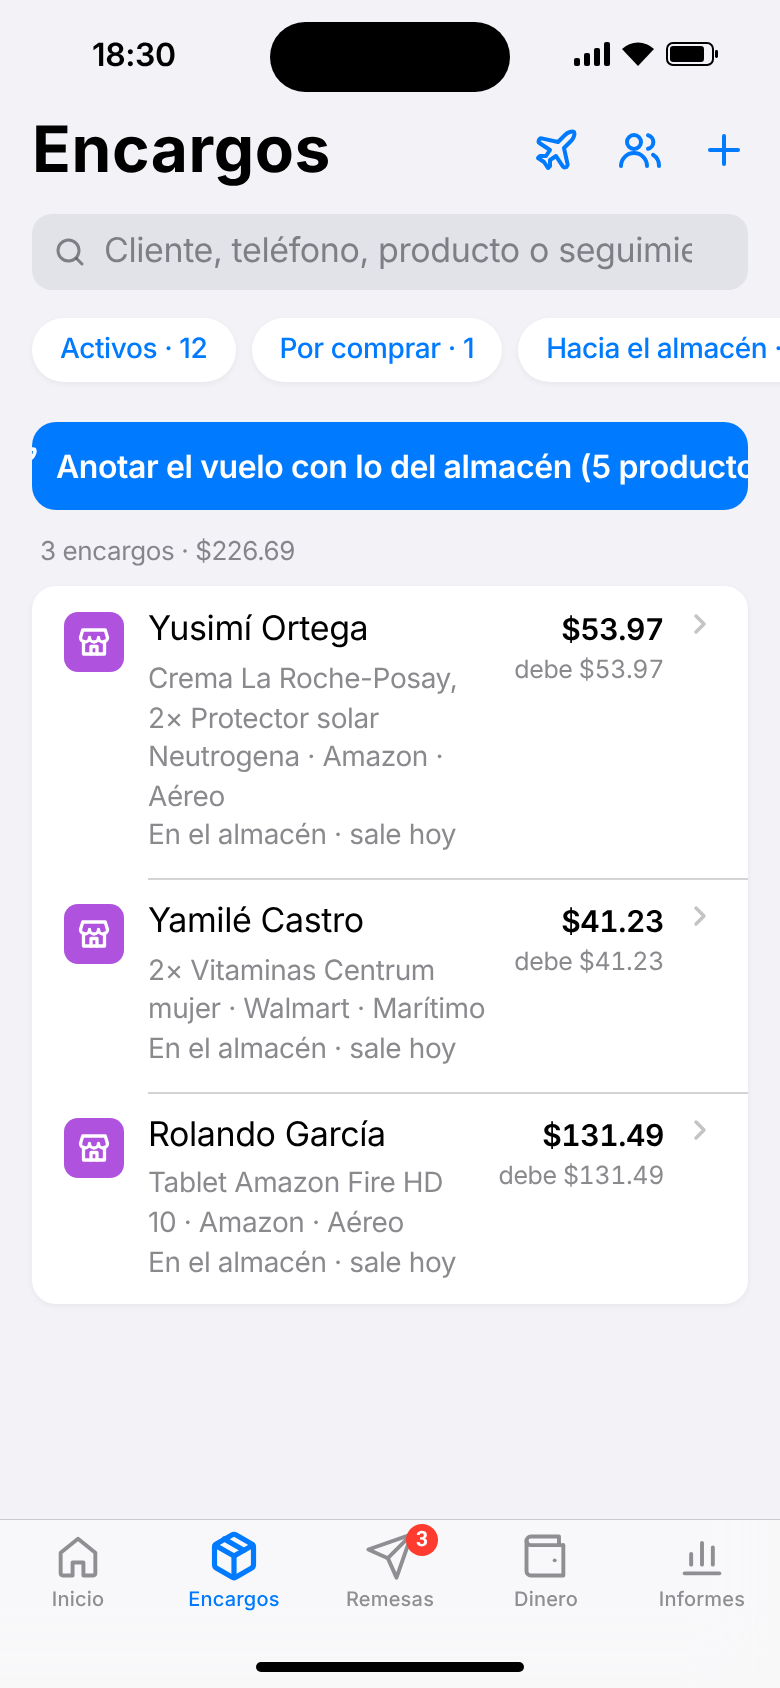 18:30
Encargos
Cliente, teléfono, producto o seguimie
Activos · 12
Por comprar · 1
Hacia el almacén ·
Anotar el vuelo con lo del almacén (5 producto
3 encargos · $226.69
Yusimí Ortega
$53.97
debe $53.97
Crema La Roche-Posay,
2× Protector solar
Neutrogena · Amazon ·
Aéreo
En el almacén · sale hoy
Yamilé Castro
$41.23
debe $41.23
2× Vitaminas Centrum
mujer · Walmart · Marítimo
En el almacén · sale hoy
Rolando García
$131.49
debe $131.49
Tablet Amazon Fire HD
10 · Amazon · Aéreo
En el almacén · sale hoy
3
Inicio
Encargos
Remesas
Dinero
Informes